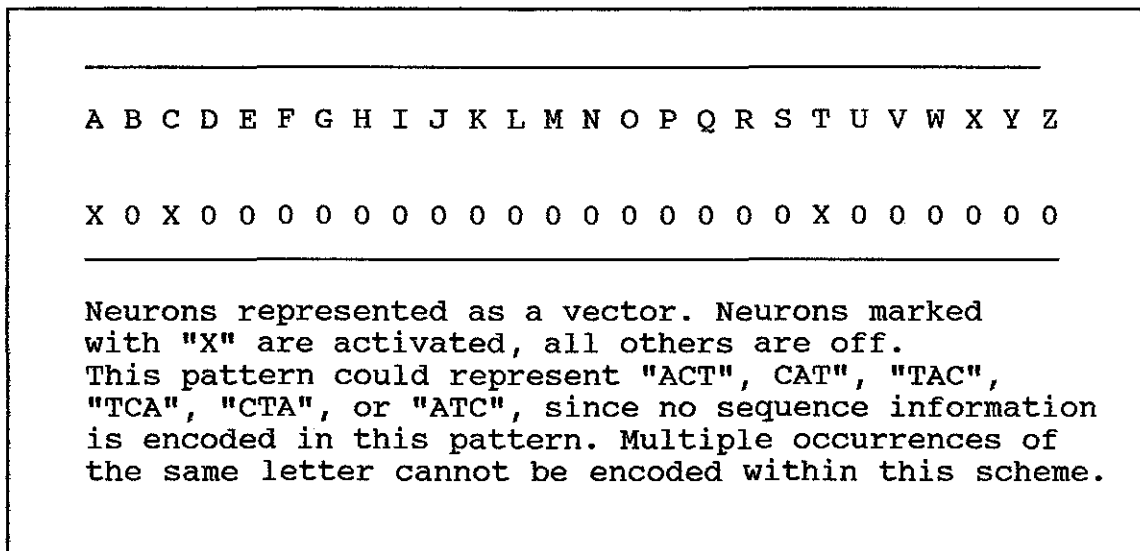 A B C D E F G H I J K L M N O P Q R S T U V W X Y Z
X 0 X 0 0 0 0 0 0 0 0 0 0 0 0 0 0 0 0 X 0 0 0 0 0 0
Neurons represented as a vector. Neurons marked
with "X" are activated, all others are off.
This pattern could represent "ACT", CAT", "TAC",
"TCA", "CTA", or "ATC", since no sequence information
is encoded in this pattern. Multiple occurrences of
the same letter cannot be encoded within this scheme.